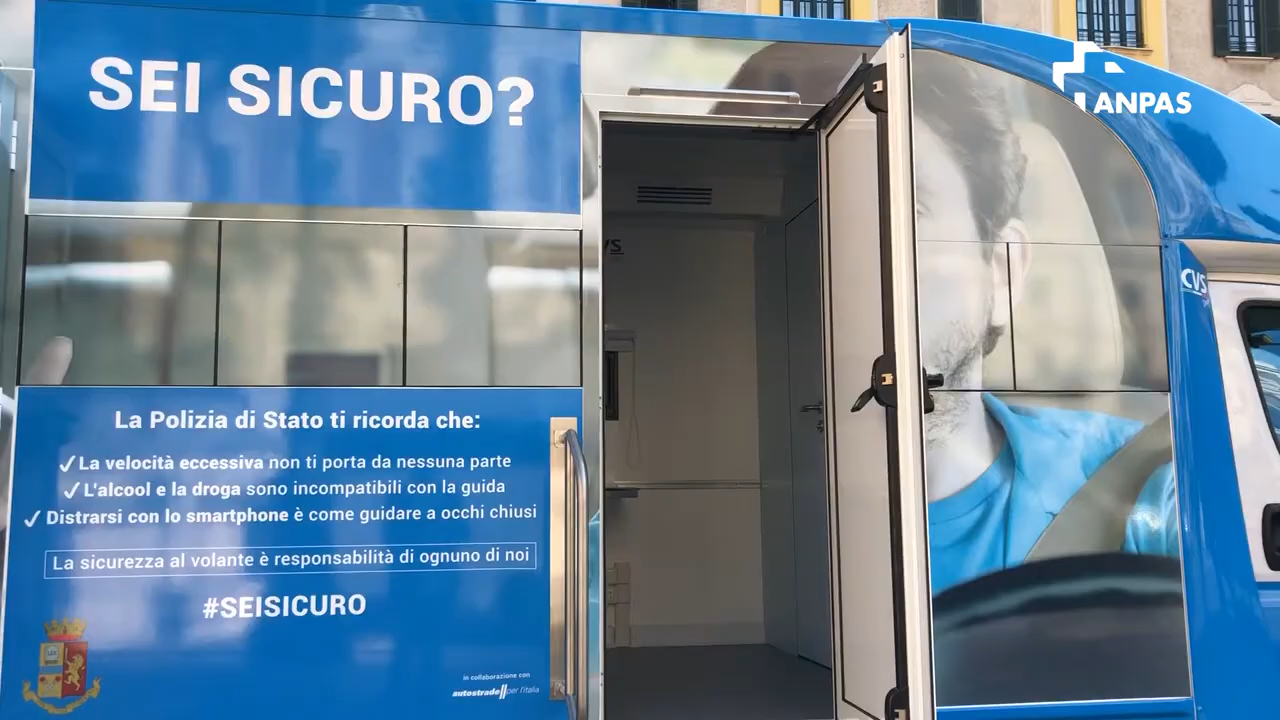 SEI SICURO?
ANPAS
CVS
VS
La Polizia di Stato ti ricorda che:
✓ La velocità eccessiva non ti porta da nessuna parte
✓ L'alcool e la droga sono incompatibili con la guida
✓ Distrarsi con lo smartphone è come guidare a occhi chiusi
La sicurezza al volante è responsabilità di ognuno di noi
#SEISICURO
in collaborazione con
autostrade//per l'italia